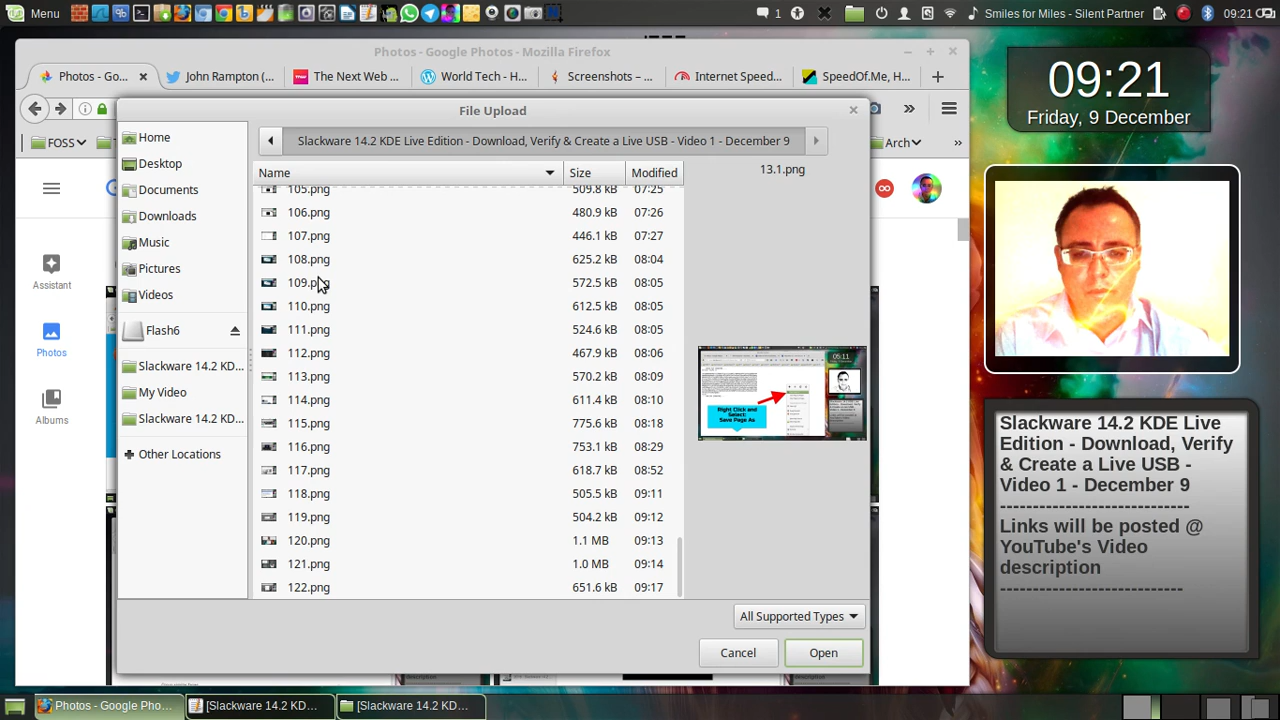 Menu
1
Smiles for Miles - Silent Partner
09:21
Photos - Google Photos - Mozilla Firefox
Photos - Go...
John Rampton (...
The Next Web ...
World Tech - H...
Screenshots – ...
Internet Speed...
SpeedOf.Me, H...
FOSS
Arch
File Upload
Home
Desktop
Documents
Downloads
Music
Pictures
Videos
Flash6
Slackware 14.2 KD...
My Video
Slackware 14.2 KD...
Other Locations
Slackware 14.2 KDE Live Edition - Download, Verify & Create a Live USB - Video 1 - December 9
Name Size Modified
105.png 509.8 kB 07:25
106.png 480.9 kB 07:26
107.png 446.1 kB 07:27
108.png 625.2 kB 08:04
109.png 572.5 kB 08:05
110.png 612.5 kB 08:05
111.png 524.6 kB 08:05
112.png 467.9 kB 08:06
113.png 570.2 kB 08:09
114.png 611.4 kB 08:10
115.png 775.6 kB 08:18
116.png 753.1 kB 08:29
117.png 618.7 kB 08:52
118.png 505.5 kB 09:11
119.png 504.2 kB 09:12
120.png 1.1 MB 09:13
121.png 1.0 MB 09:14
122.png 651.6 kB 09:17
13.1.png
05:11
Right Click and
Select:
Save Page As
All Supported Types
Cancel
Open
Assistant
Photos
Albums
09:21
Friday, 9 December
Slackware 14.2 KDE Live
Edition - Download, Verify
& Create a Live USB -
Video 1 - December 9
----------------------------
Links will be posted @
YouTube's Video
description
---------------------------
Photos - Google Pho...
[Slackware 14.2 KD...
[Slackware 14.2 KD...